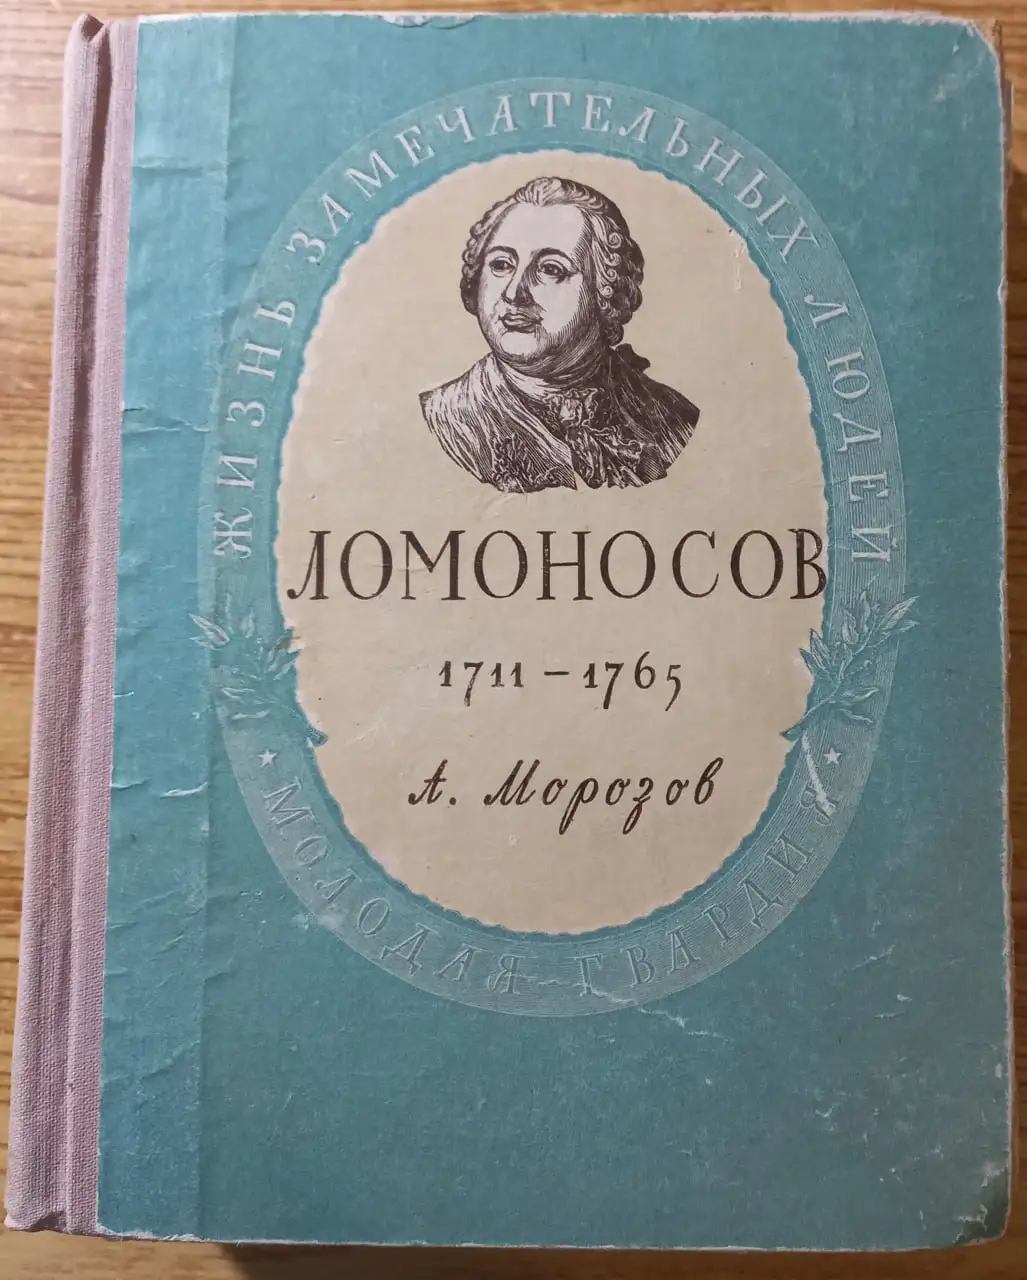 ЖИЗНЬ ЗАМЕЧАТЕЛЬНЫХ ЛЮДЕЙ
ЛОМОНОСОВ
1711-1765
А. Морозов
МОЛОДАЯ ГВАРДИЯ